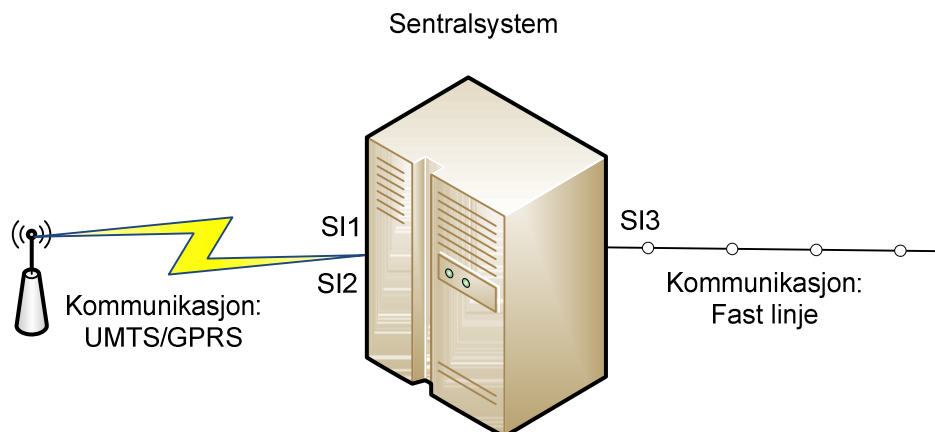 Sentralsystem
SI1
SI2
Kommunikasjon:
UMTS/GPRS
SI3
Kommunikasjon:
Fast linje